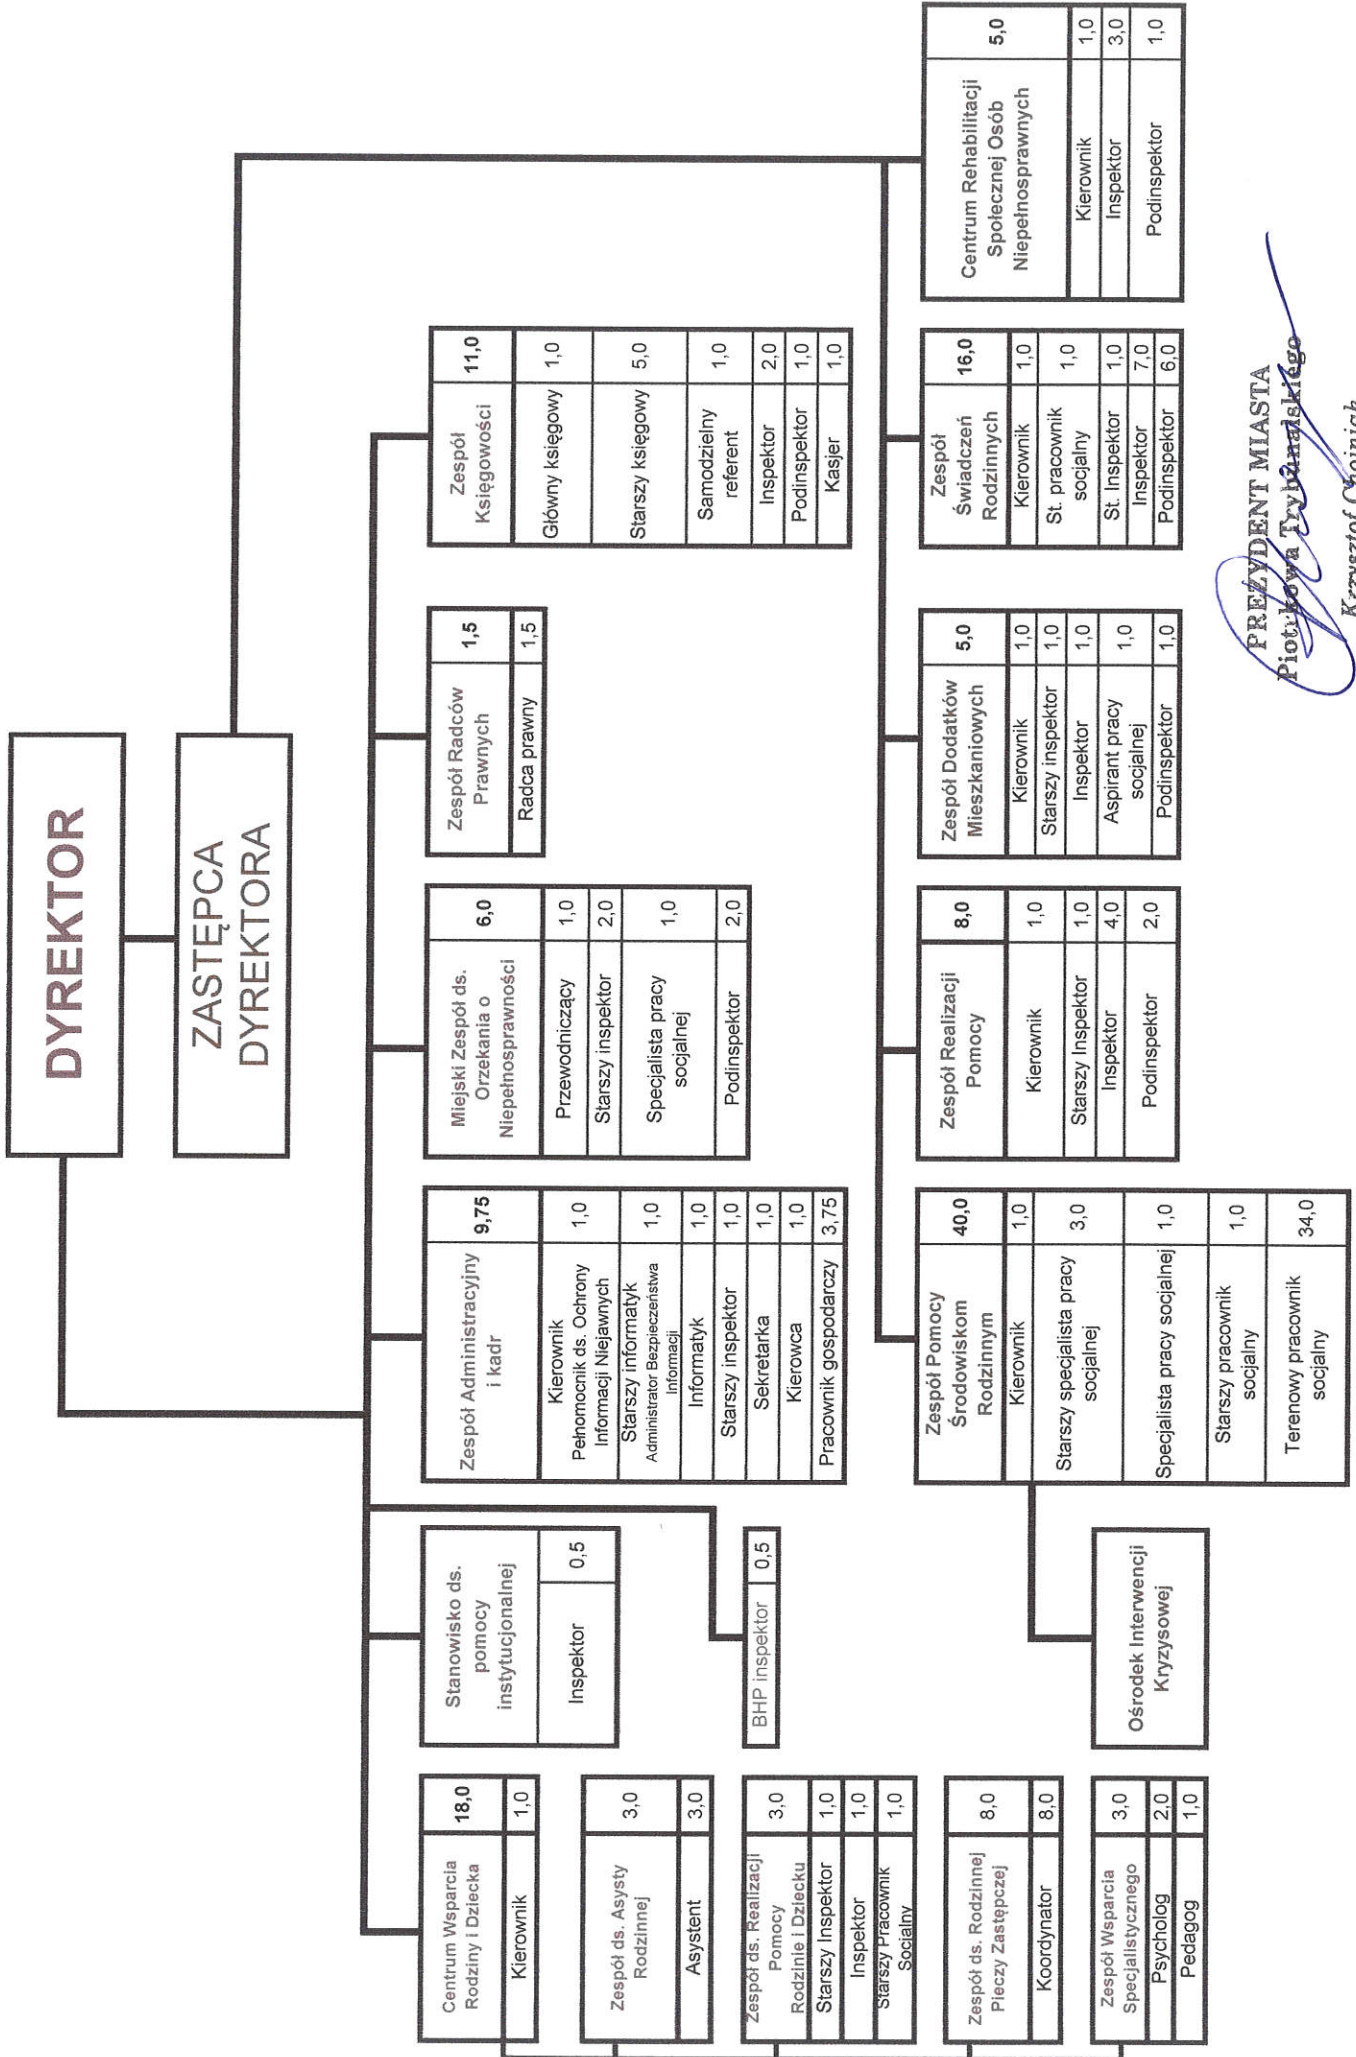 DYREKTOR
ZASTĘPCA
DYREKTORA
Centrum Wsparcia
Rodziny i Dziecka
18,0
Kierownik
1,0
Zespół ds. Asysty
Rodzinnej
3,0
Asystent
3,0
Zespół ds. Realizacji
Pomocy
Rodzinie i Dziecku
3,0
Starszy Inspektor
1,0
Inspektor
1,0
Starszy Pracownik
Socjalny
1,0
Zespół ds. Rodzinnej
Pieczy Zastępczej
8,0
Koordynator
8,0
Zespół Wsparcia
Specjalistycznego
3,0
Psycholog
2,0
Pedagog
1,0
Stanowisko ds.
pomocy
instytucjonalnej
Inspektor
0,5
BHP inspektor
0,5
Zespół Administracyjny
i kadr
9,75
Kierownik
Pełnomocnik ds. Ochrony
Informacji Niejawnych
1,0
Starszy informatyk
Administrator Bezpieczeństwa
Informacji
1,0
Informatyk
1,0
Starszy inspektor
1,0
Sekretarka
1,0
Kierowca
1,0
Pracownik gospodarczy
3,75
Miejski Zespół ds.
Orzekania o
Niepełnosprawności
6,0
Przewodniczący
1,0
Starszy inspektor
2,0
Specjalista pracy
socjalnej
1,0
Podinspektor
2,0
Zespół Radców
Prawnych
1,5
Radca prawny
1,5
Zespół
Księgowości
11,0
Główny księgowy
1,0
Starszy księgowy
5,0
Samodzielny
referent
1,0
Inspektor
2,0
Podinspektor
1,0
Kasjer
1,0
Zespół Pomocy
Środowiskom
Rodzinnym
40,0
Kierownik
1,0
Starszy specjalista pracy
socjalnej
3,0
Specjalista pracy socjalnej
1,0
Starszy pracownik
socjalny
1,0
Terenowy pracownik
socjalny
34,0
Ośrodek Interwencji
Kryzysowej
Zespół Realizacji
Pomocy
8,0
Kierownik
1,0
Starszy Inspektor
1,0
Inspektor
4,0
Podinspektor
2,0
Zespół Dodatków
Mieszkaniowych
5,0
Kierownik
1,0
Starszy inspektor
1,0
Inspektor
1,0
Aspirant pracy
socjalnej
1,0
Podinspektor
1,0
Zespół
Świadczeń
Rodzinnych
16,0
Kierownik
1,0
St. pracownik
socjalny
1,0
St. Inspektor
1,0
Inspektor
7,0
Podinspektor
6,0
Centrum Rehabilitacji
Społecznej Osób
Niepełnosprawnych
5,0
Kierownik
1,0
Inspektor
3,0
Podinspektor
1,0
PREZYDENT MIASTA
Piotrkowa Trybunalskiego
Krzysztof Chojniak